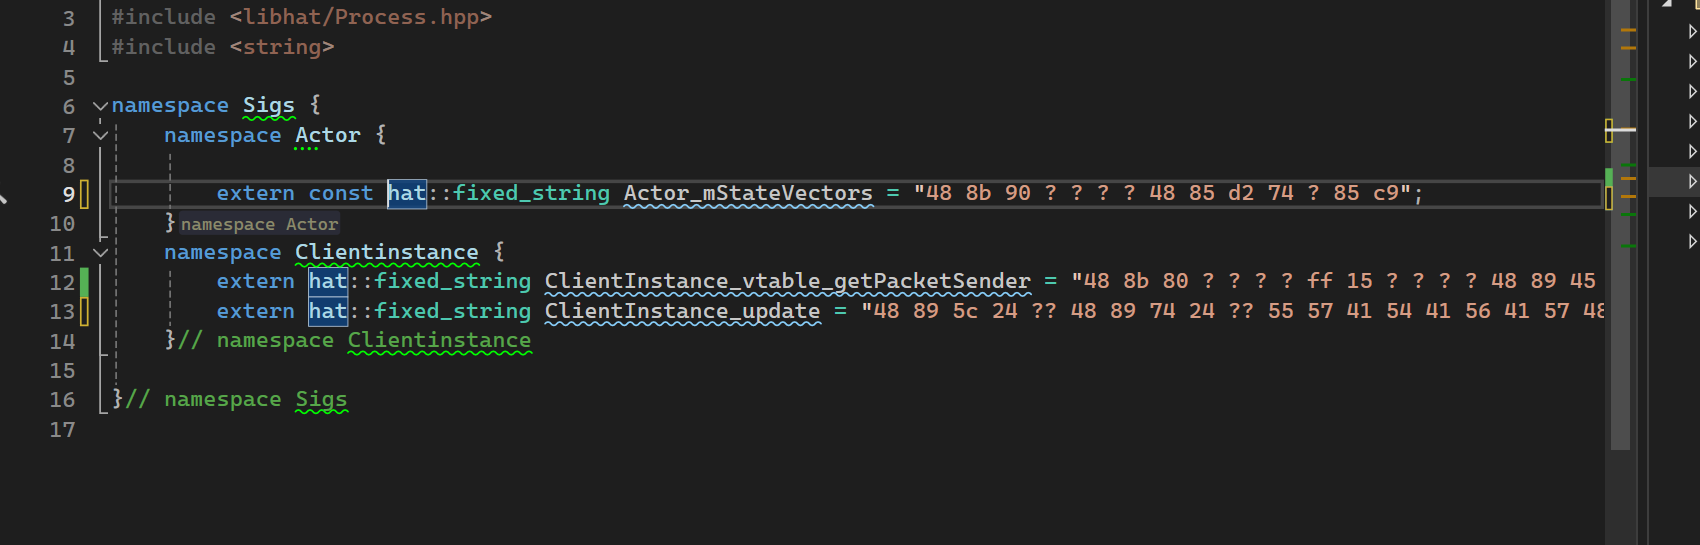 3 #include <libhat/Process.hpp>
4 #include <string>
5
6 namespace Sigs {
7 namespace Actor {
8
9 extern const hat::fixed_string Actor_mStateVectors = "48 8b 90 ? ? ? ? 48 85 d2 74 ? 85 c9";
10 } namespace Actor
11 namespace Clientinstance {
12 extern hat::fixed_string ClientInstance_vtable_getPacketSender = "48 8b 80 ? ? ? ? ff 15 ? ? ? ? 48 89 45
13 extern hat::fixed_string ClientInstance_update = "48 89 5c 24 ?? 48 89 74 24 ?? 55 57 41 54 41 56 41 57 48
14 }// namespace Clientinstance
15
16 }// namespace Sigs
17